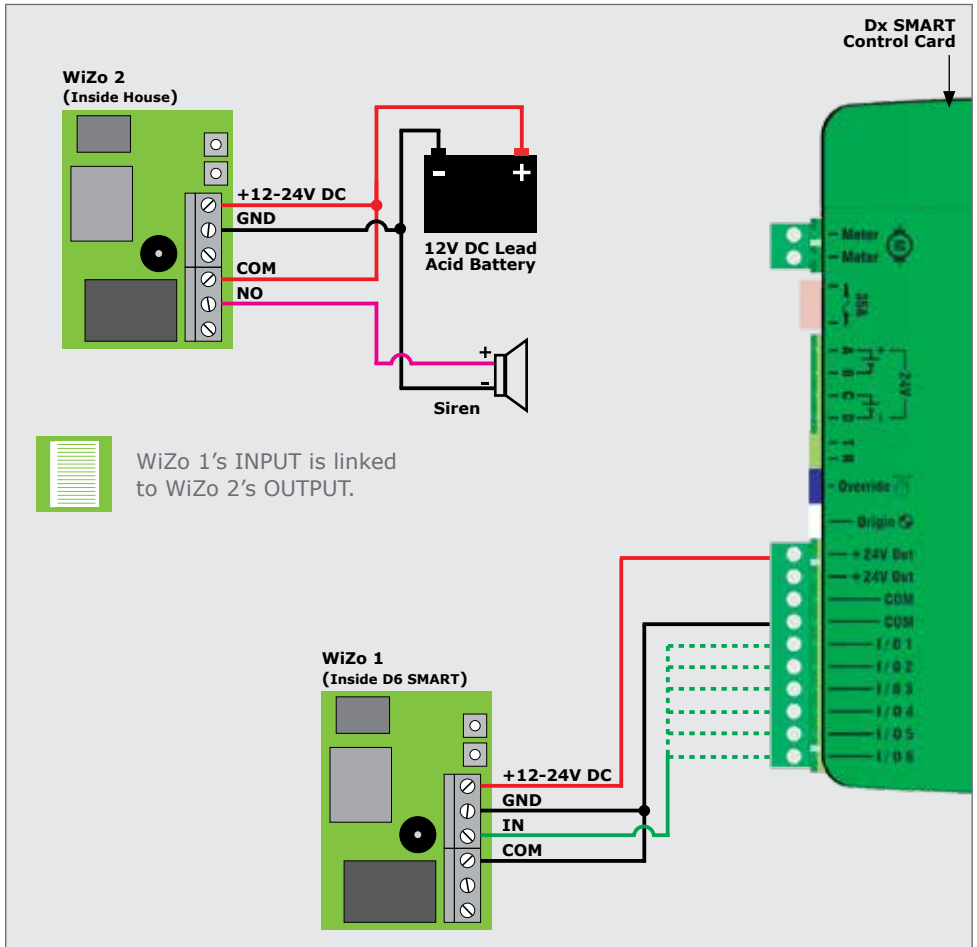 Dx SMART
Control Card
WiZo 2
(Inside House)
+12-24V DC
GND
COM
NO
- +
12V DC Lead
Acid Battery
+
-
Siren
Motor
Motor
M
35A
A
B
C
D
+
-
24V
Override
Origin
WiZo 1's INPUT is linked
to WiZo 2's OUTPUT.
+24V Out
+24V Out
COM
COM
I/O 1
I/O 2
I/O 3
I/O 4
I/O 5
I/O 6
WiZo 1
(Inside D6 SMART)
+12-24V DC
GND
IN
COM